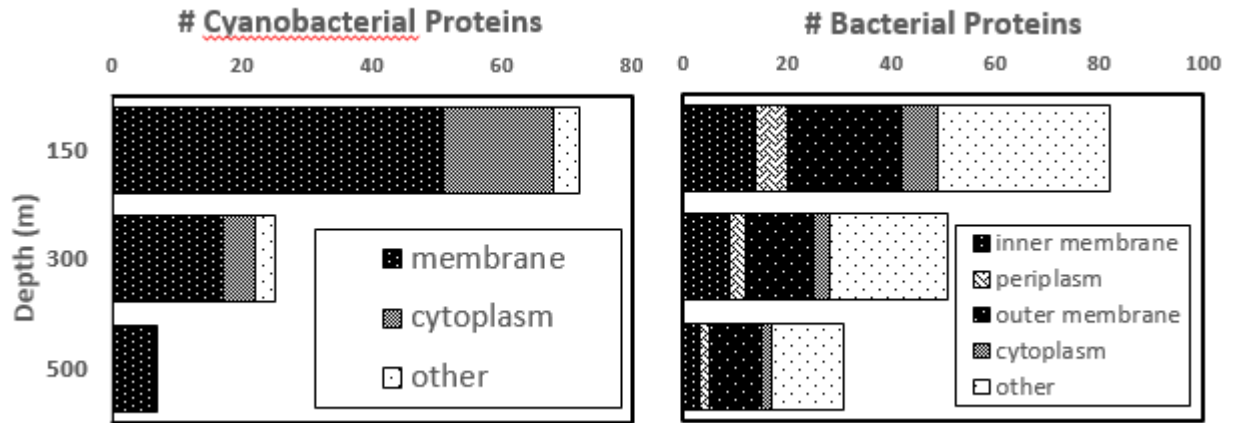 # Cyanobacterial Proteins
0 20 40 60 80
Depth (m)
150
300
500
membrane
cytoplasm
other
# Bacterial Proteins
0 20 40 60 80 100
inner membrane
periplasm
outer membrane
cytoplasm
other